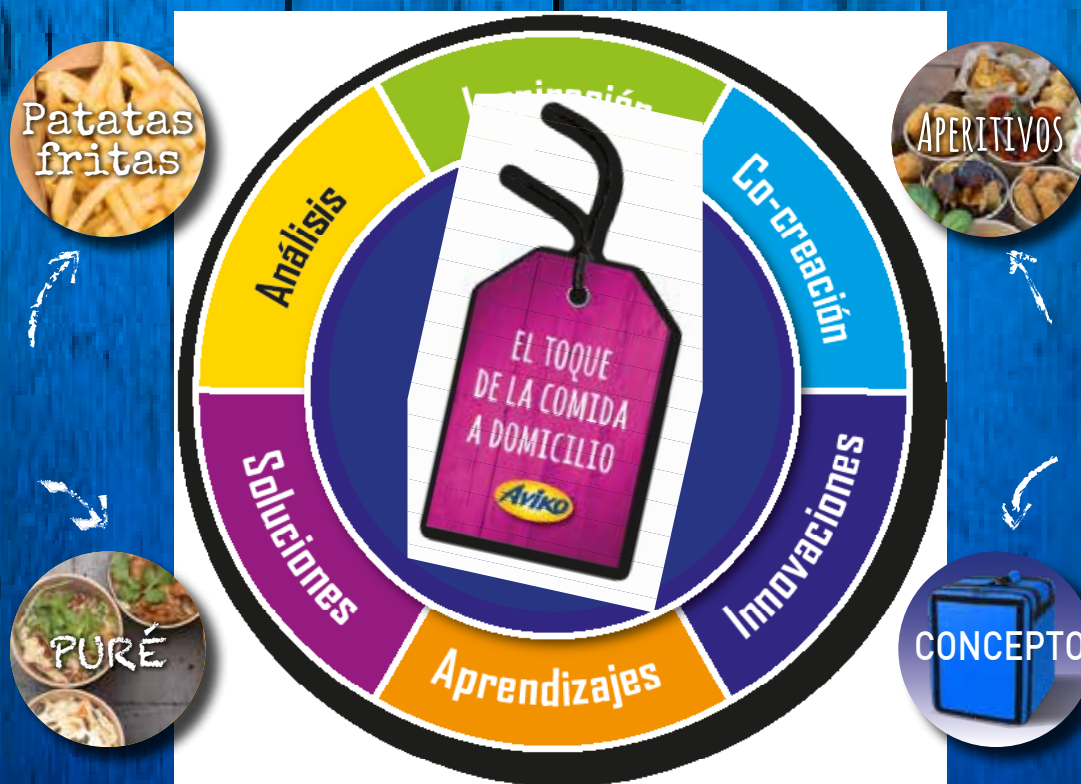 Patatas
fritas
APERITIVOS
Análisis
Co-creación
EL TOQUE
DE LA COMIDA
A DOMICILIO
Aviko
Soluciones
Innovaciones
Aprendizajes
PURÉ
CONCEPTO